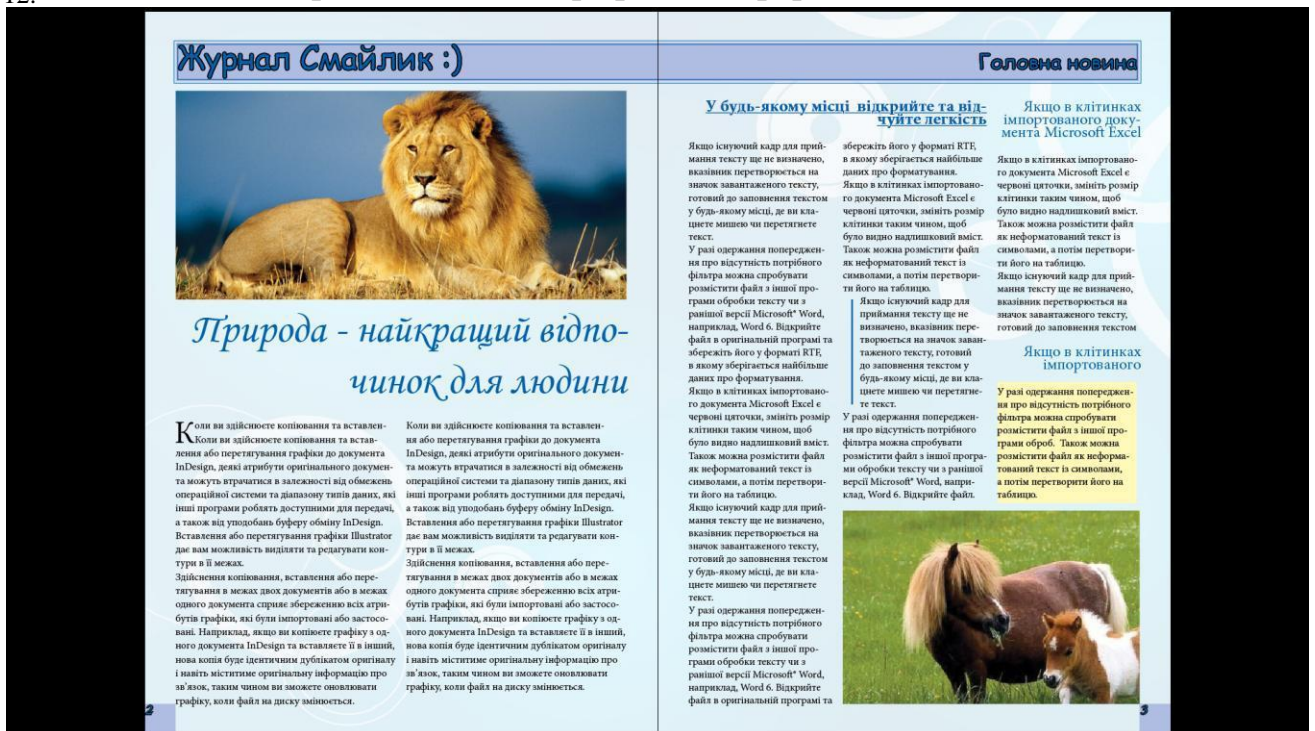 12.
Журнал Смайлик :)
Природа - найкращий відпо-
чинок для людини
Коли ви здійснюєте копіювання та вставлен-
Коли ви здійснюєте копіювання та встав-
лення або перетягування графіки до документа
InDesign, деякі атрибути оригінального докумен-
та можуть втрачатися в залежності від обмежень
операційної системи та діапазону типів даних, які
інші програми роблять доступними для передачі,
а також від уподобань буферу обміну InDesign.
Вставлення або перетягування графіки Illustrator
дає вам можливість виділяти та редагувати кон-
тури в її межах.
Здійснення копіювання, вставлення або пере-
тягування в межах двох документів або в межах
одного документа сприяє збереженню всіх атри-
бутів графіки, які були імпортовані або застосо-
вані. Наприклад, якщо ви копіюєте графіку з од-
ного документа InDesign та вставляєте її в інший,
нова копія буде ідентичним дублікатом оригіналу
і навіть міститиме оригінальну інформацію про
зв'язок, таким чином ви зможете оновлювати
графіку, коли файл на диску змінюється.
Коли ви здійснюєте копіювання та вставлен-
ня або перетягування графіки до документа
InDesign, деякі атрибути оригінального докумен-
та можуть втрачатися в залежності від обмежень
операційної системи та діапазону типів даних, які
інші програми роблять доступними для передачі,
а також від уподобань буферу обміну InDesign.
Вставлення або перетягування графіки Illustrator
дає вам можливість виділяти та редагувати кон-
тури в її межах.
Здійснення копіювання, вставлення або пере-
тягування в межах двох документів або в межах
одного документа сприяє збереженню всіх атри-
бутів графіки, які були імпортовані або застосо-
вані. Наприклад, якщо ви копіюєте графіку з од-
ного документа InDesign та вставляєте її в інший,
нова копія буде ідентичним дублікатом оригіналу
і навіть міститиме оригінальну інформацію про
зв'язок, таким чином ви зможете оновлювати
графіку, коли файл на диску змінюється.
2
Головна новина
У будь-якому місці відкрийте та від-
чуйте легкість
Якщо існуючий кадр для прий-
мання тексту ще не визначено,
вказівник перетворюється на
значок завантаженого тексту,
готовий до заповнення текстом
у будь-якому місці, де ви кла-
цнете мишею чи перетягнете
текст.
У разі одержання попереджен-
ня про відсутність потрібного
фільтра можна спробувати
розмістити файл з іншої про-
грами обробки тексту чи з
ранішої версії Microsoft® Word,
наприклад, Word 6. Відкрийте
файл в оригінальній програмі та
збережіть його у форматі RTF,
в якому зберігається найбільше
даних про форматування.
Якщо в клітинках імпортовано-
го документа Microsoft Excel є
червоні цяточки, змініть розмір
клітинки таким чином, щоб
було видно надлишковий вміст.
Також можна розмістити файл
як неформатований текст із
символами, а потім перетвори-
ти його на таблицю.
Якщо існуючий кадр для прий-
мання тексту ще не визначено,
вказівник перетворюється на
значок завантаженого тексту,
готовий до заповнення текстом
у будь-якому місці, де ви кла-
цнете мишею чи перетягнете
текст.
У разі одержання попереджен-
ня про відсутність потрібного
фільтра можна спробувати
розмістити файл з іншої про-
грами обробки тексту чи з
ранішої версії Microsoft® Word,
наприклад, Word 6. Відкрийте
файл в оригінальній програмі та
збережіть його у форматі RTF,
в якому зберігається найбільше
даних про форматування.
Якщо в клітинках імпортовано-
го документа Microsoft Excel є
червоні цяточки, змініть розмір
клітинки таким чином, щоб
було видно надлишковий вміст.
Також можна розмістити файл
як неформатований текст із
символами, а потім перетвори-
ти його на таблицю.
Якщо існуючий кадр для
приймання тексту ще не
визначено, вказівник пере-
творюється на значок заван-
таженого тексту, готовий
до заповнення текстом у
будь-якому місці, де ви кла-
цнете мишею чи перетягне-
те текст.
У разі одержання попереджен-
ня про відсутність потрібного
фільтра можна спробувати
розмістити файл з іншої програ-
ми обробки тексту чи з ранішої
версії Microsoft® Word, напри-
клад, Word 6. Відкрийте файл.
Якщо в клітинках
імпортованого доку-
мента Microsoft Excel
Якщо в клітинках імпортовано-
го документа Microsoft Excel є
червоні цяточки, змініть розмір
клітинки таким чином, щоб
було видно надлишковий вміст.
Також можна розмістити файл
як неформатований текст із
символами, а потім перетвори-
ти його на таблицю.
Якщо існуючий кадр для прий-
мання тексту ще не визначено,
вказівник перетворюється на
значок завантаженого тексту,
готовий до заповнення текстом
Якщо в клітинках
імпортованого
У разі одержання попереджен-
ня про відсутність потрібного
фільтра можна спробувати
розмістити файл з іншої про-
грами оброб. Також можна
розмістити файл як неформа-
тований текст із символами,
а потім перетворити його на
таблицю.
3